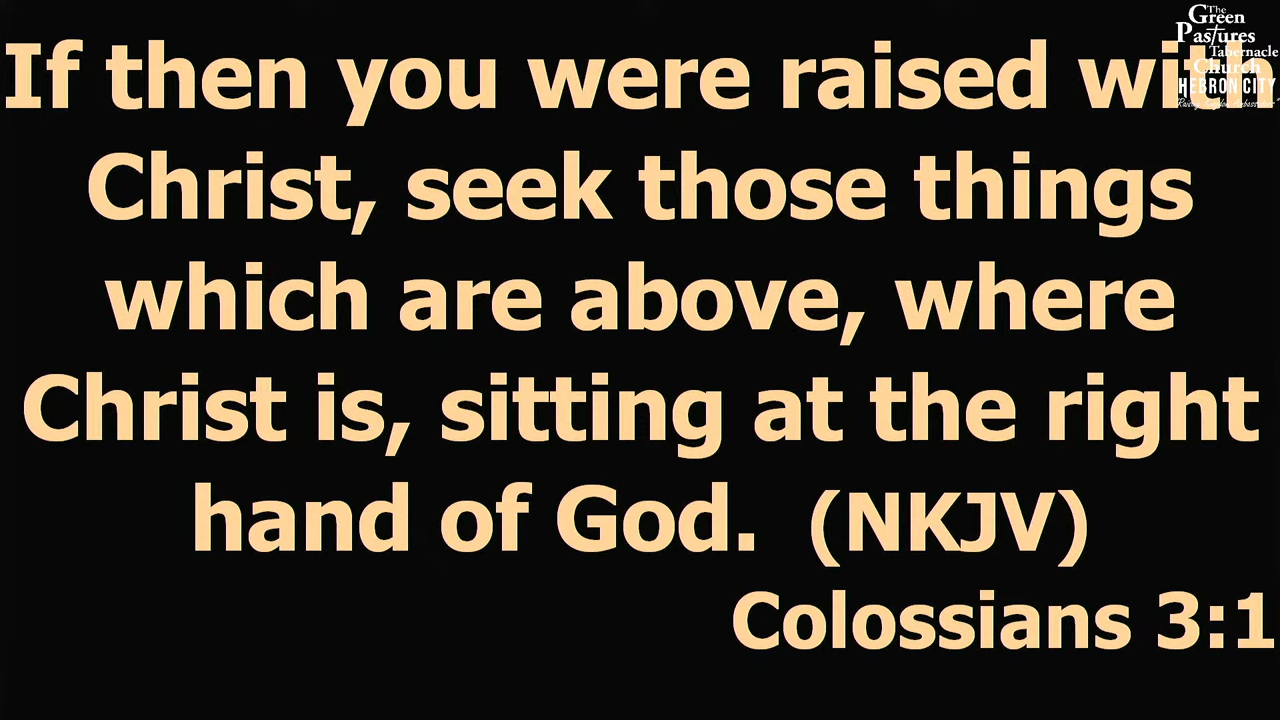 The
Green
Pastures
Tabernacle
Church
HEBRON CITY
If then you were raised with
Christ, seek those things
which are above, where
Christ is, sitting at the right
hand of God. (NKJV)
Colossians 3:1